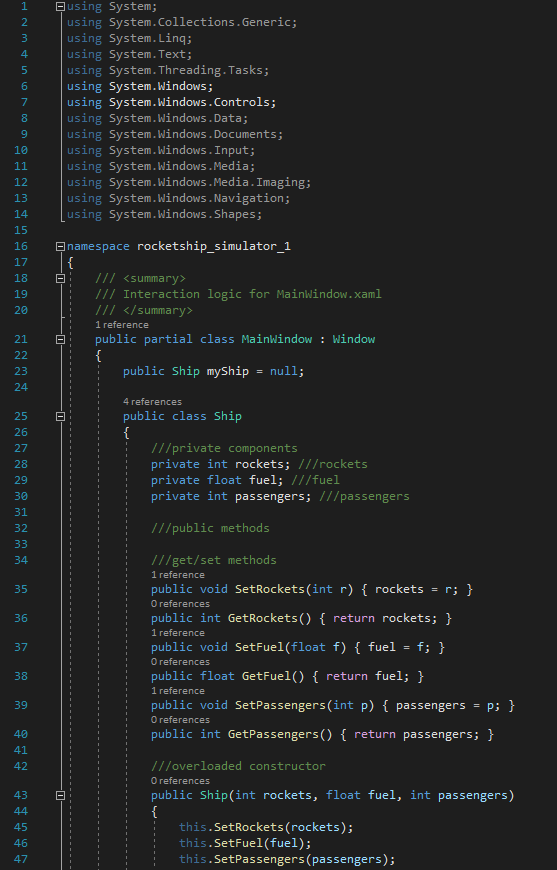 1 using System;
2 using System.Collections.Generic;
3 using System.Linq;
4 using System.Text;
5 using System.Threading.Tasks;
6 using System.Windows;
7 using System.Windows.Controls;
8 using System.Windows.Data;
9 using System.Windows.Documents;
10 using System.Windows.Input;
11 using System.Windows.Media;
12 using System.Windows.Media.Imaging;
13 using System.Windows.Navigation;
14 using System.Windows.Shapes;
15
16 namespace rocketship_simulator_1
17 {
18 /// <summary>
19 /// Interaction logic for MainWindow.xaml
20 /// </summary>
1 reference
21 public partial class MainWindow : Window
22 {
23 public Ship myShip = null;
24
4 references
25 public class Ship
26 {
27 ///private components
28 private int rockets; ///rockets
29 private float fuel; ///fuel
30 private int passengers; ///passengers
31
32 ///public methods
33
34 ///get/set methods
1 reference
35 public void SetRockets(int r) { rockets = r; }
0 references
36 public int GetRockets() { return rockets; }
1 reference
37 public void SetFuel(float f) { fuel = f; }
0 references
38 public float GetFuel() { return fuel; }
1 reference
39 public void SetPassengers(int p) { passengers = p; }
0 references
40 public int GetPassengers() { return passengers; }
41
42 ///overloaded constructor
0 references
43 public Ship(int rockets, float fuel, int passengers)
44 {
45 this.SetRockets(rockets);
46 this.SetFuel(fuel);
47 this.SetPassengers(passengers);